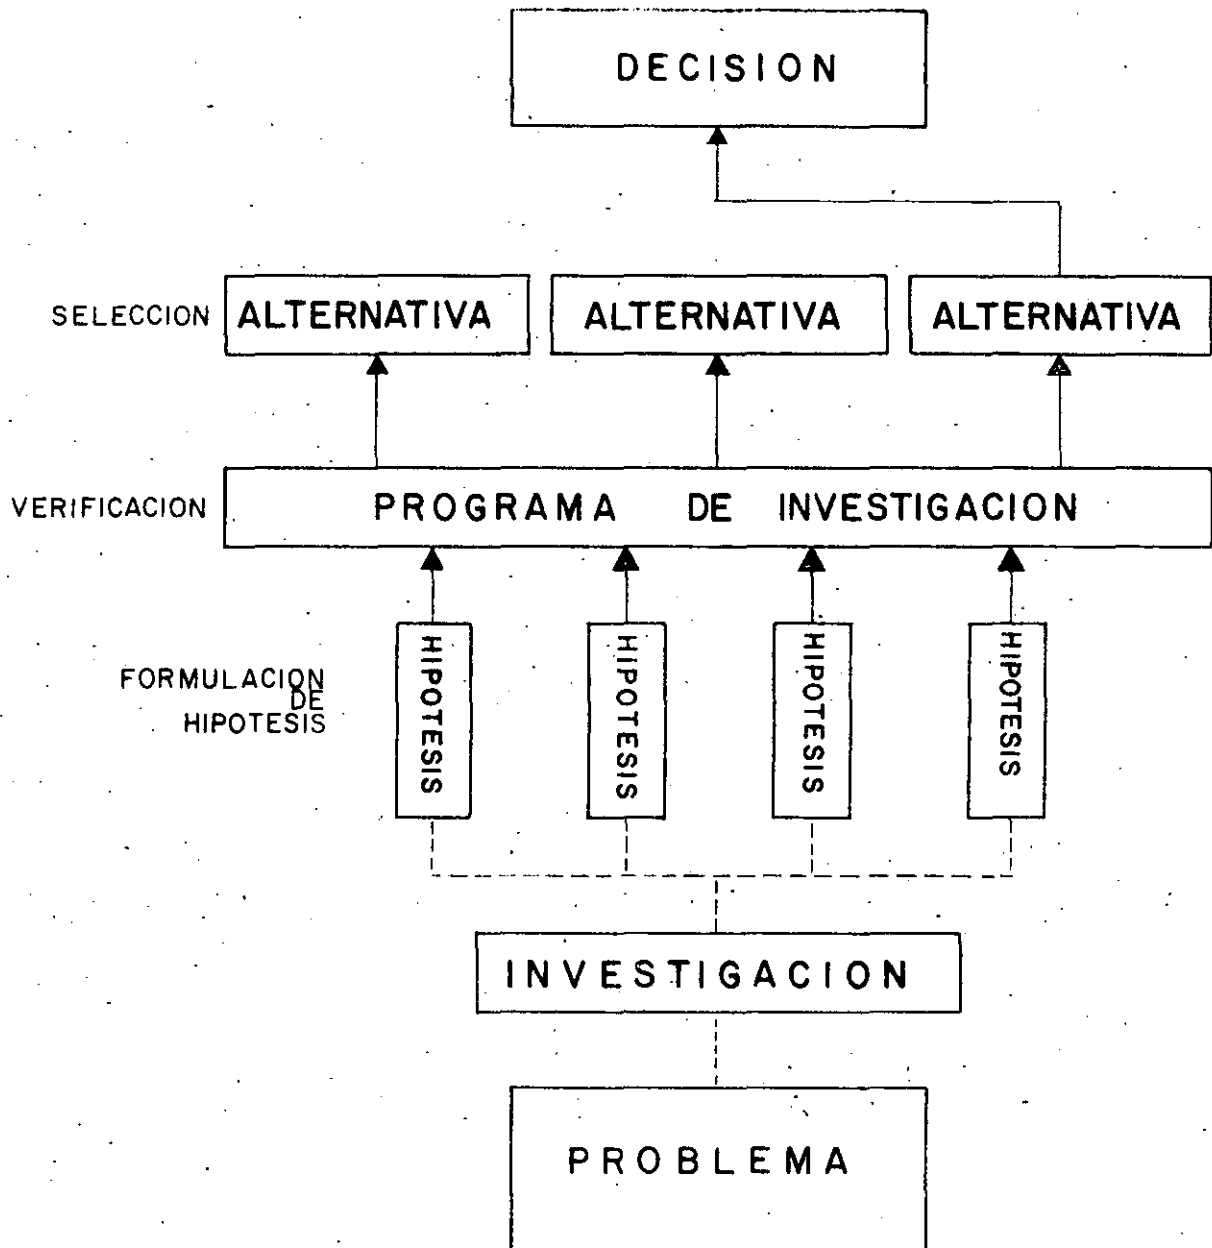 DECISION
SELECCION
ALTERNATIVA
ALTERNATIVA
ALTERNATIVA
VERIFICACION
PROGRAMA DE INVESTIGACION
FORMULACION
DE
HIPOTESIS
HIPOTESIS
HIPOTESIS
HIPOTESIS
HIPOTESIS
INVESTIGACION
PROBLEMA